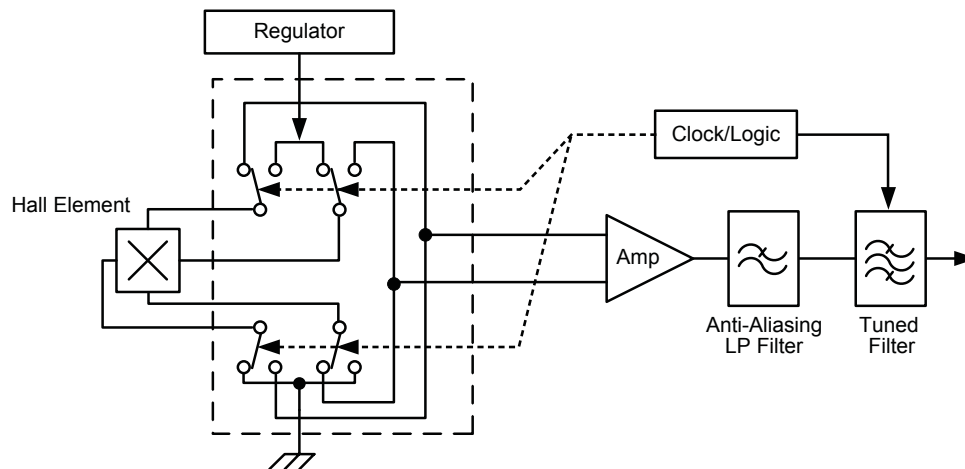 Regulator
Clock/Logic
Hall Element
Amp
Anti-Aliasing
LP Filter
Tuned
Filter